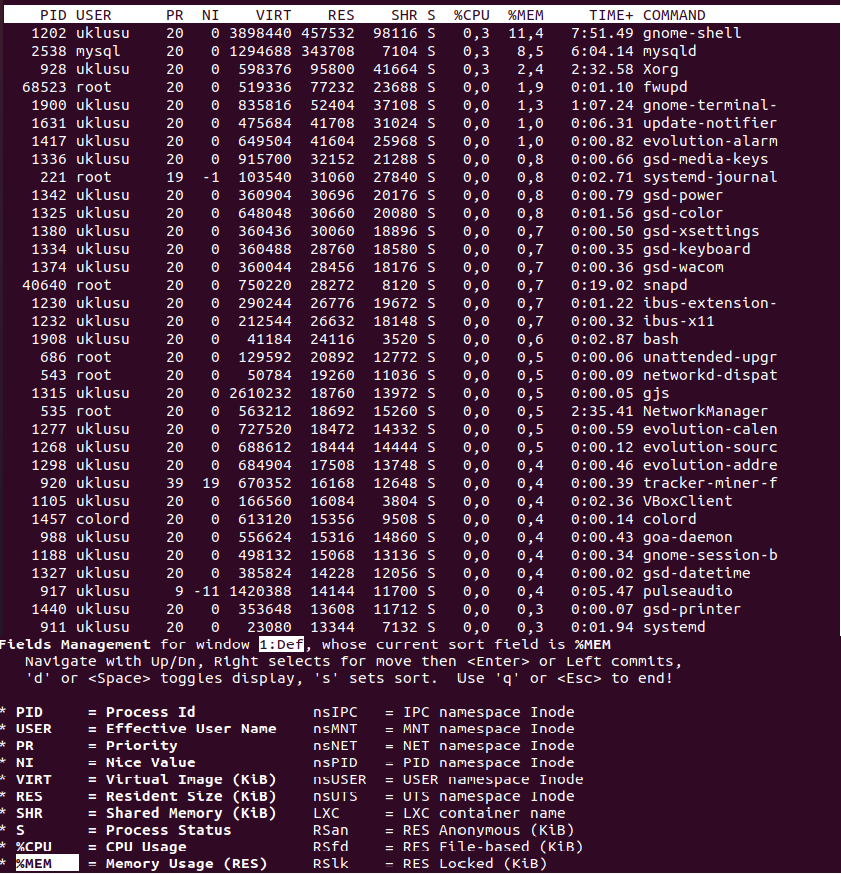 PID USER PR NI VIRT RES SHR S %CPU %MEM TIME+ COMMAND
1202 uklusu 20 0 3898440 457532 98116 S 0,3 11,4 7:51.49 gnome-shell
2538 mysql 20 0 1294688 343708 7104 S 0,3 8,5 6:04.14 mysqld
928 uklusu 20 0 598376 95800 41664 S 0,3 2,4 2:32.58 Xorg
68523 root 20 0 519336 77232 23688 S 0,0 1,9 0:01.10 fwupd
1900 uklusu 20 0 835816 52404 37108 S 0,0 1,3 1:07.24 gnome-terminal-
1631 uklusu 20 0 475684 41708 31024 S 0,0 1,0 0:06.31 update-notifier
1417 uklusu 20 0 649504 41604 25968 S 0,0 1,0 0:00.82 evolution-alarm
1336 uklusu 20 0 915700 32152 21288 S 0,0 0,8 0:00.66 gsd-media-keys
221 root 19 -1 103540 31060 27840 S 0,0 0,8 0:02.71 systemd-journal
1342 uklusu 20 0 360904 30696 20176 S 0,0 0,8 0:00.79 gsd-power
1325 uklusu 20 0 648048 30660 20080 S 0,0 0,8 0:01.56 gsd-color
1380 uklusu 20 0 360436 30060 18896 S 0,0 0,7 0:00.50 gsd-xsettings
1334 uklusu 20 0 360488 28760 18580 S 0,0 0,7 0:00.35 gsd-keyboard
1374 uklusu 20 0 360044 28456 18176 S 0,0 0,7 0:00.36 gsd-wacom
40640 root 20 0 750220 28272 8120 S 0,0 0,7 0:19.02 snapd
1230 uklusu 20 0 290244 26776 19672 S 0,0 0,7 0:01.22 ibus-extension-
1232 uklusu 20 0 212544 26632 18148 S 0,0 0,7 0:00.32 ibus-x11
1908 uklusu 20 0 41184 24116 3520 S 0,0 0,6 0:02.87 bash
686 root 20 0 129592 20892 12772 S 0,0 0,5 0:00.06 unattended-upgr
543 root 20 0 50784 19260 11036 S 0,0 0,5 0:00.09 networkd-dispat
1315 uklusu 20 0 2610232 18760 13972 S 0,0 0,5 0:00.05 gjs
535 root 20 0 563212 18692 15260 S 0,0 0,5 2:35.41 NetworkManager
1277 uklusu 20 0 727520 18472 14332 S 0,0 0,5 0:00.59 evolution-calen
1268 uklusu 20 0 688612 18444 14444 S 0,0 0,5 0:00.12 evolution-sourc
1298 uklusu 20 0 684904 17508 13748 S 0,0 0,4 0:00.46 evolution-addre
920 uklusu 39 19 670352 16168 12648 S 0,0 0,4 0:00.39 tracker-miner-f
1105 uklusu 20 0 166560 16084 3804 S 0,0 0,4 0:02.36 VBoxClient
1457 colord 20 0 613120 15356 9508 S 0,0 0,4 0:00.14 colord
988 uklusu 20 0 556624 15316 14860 S 0,0 0,4 0:00.43 goa-daemon
1188 uklusu 20 0 498132 15068 13136 S 0,0 0,4 0:00.34 gnome-session-b
1327 uklusu 20 0 385824 14228 12056 S 0,0 0,4 0:00.02 gsd-datetime
917 uklusu 9 -11 1420388 14144 11700 S 0,0 0,4 0:05.47 pulseaudio
1440 uklusu 20 0 353648 13608 11712 S 0,0 0,3 0:00.07 gsd-printer
911 uklusu 20 0 23080 13344 7132 S 0,0 0,3 0:01.94 systemd
Fields Management for window 1:Def, whose current sort field is %MEM
Navigate with Up/Dn, Right selects for move then <Enter> or Left commits,
'd' or <Space> toggles display, 's' sets sort. Use 'q' or <Esc> to end!
* PID = Process Id nsIPC = IPC namespace Inode
* USER = Effective User Name nsMNT = MNT namespace Inode
* PR = Priority nsNET = NET namespace Inode
* NI = Nice Value nsPID = PID namespace Inode
* VIRT = Virtual Image (KiB) nsUSER = USER namespace Inode
* RES = Resident Size (KiB) nsUTS = UTS namespace Inode
* SHR = Shared Memory (KiB) LXC = LXC container name
* S = Process Status RSan = RES Anonymous (KiB)
* %CPU = CPU Usage RSfd = RES File-based (KiB)
* %MEM = Memory Usage (RES) RSlk = RES Locked (KiB)